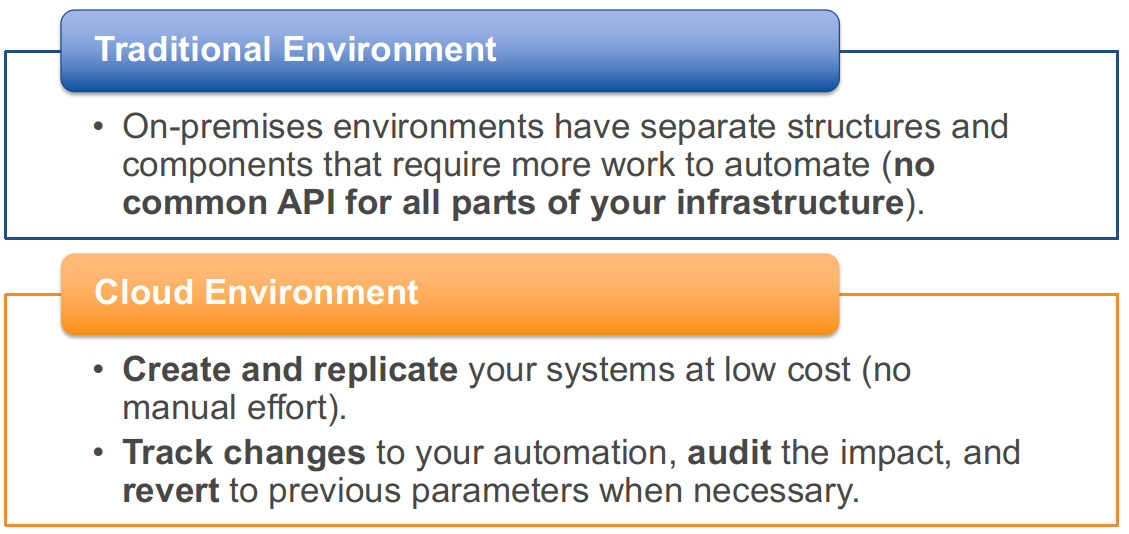 Traditional Environment
• On-premises environments have separate structures and
components that require more work to automate (no
common API for all parts of your infrastructure).
Cloud Environment
• Create and replicate your systems at low cost (no
manual effort).
• Track changes to your automation, audit the impact, and
revert to previous parameters when necessary.